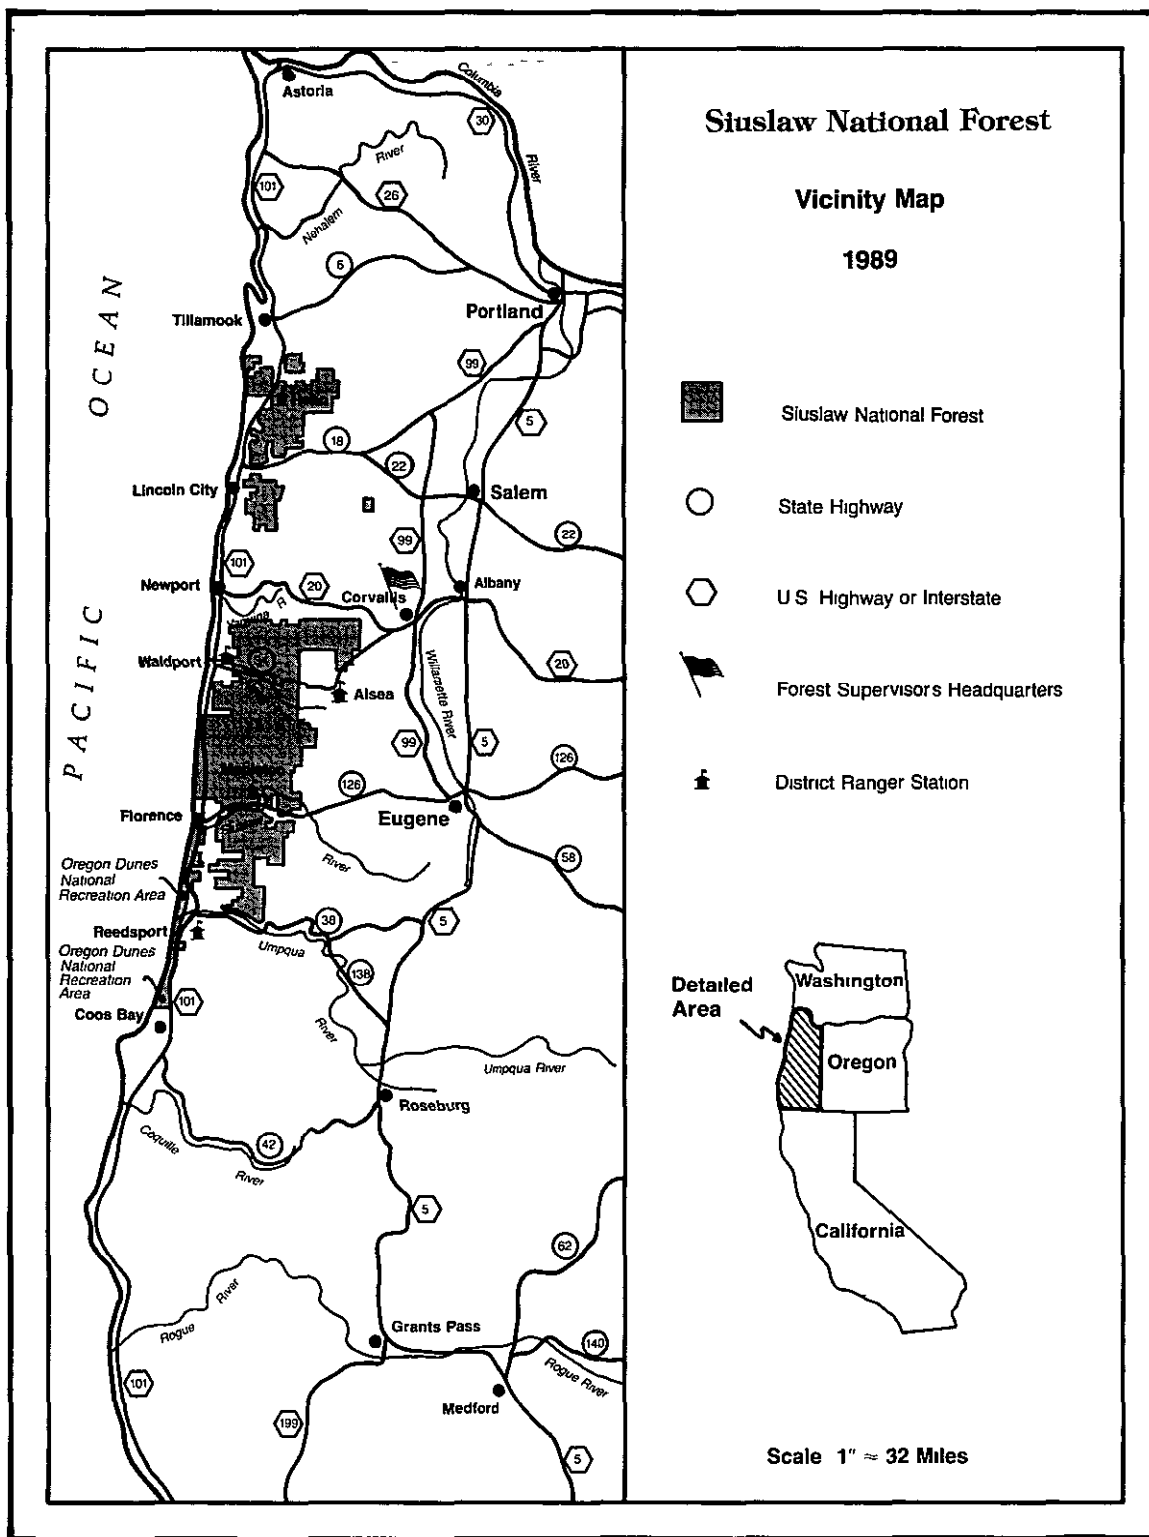 Siuslaw National Forest
Vicinity Map
1989
Siuslaw National Forest
State Highway
U S Highway or Interstate
Forest Supervisors Headquarters
District Ranger Station
Detailed
Area
Washington
Oregon
California
Scale 1" ≈ 32 Miles
PACIFIC OCEAN
Astoria
Columbia
River
30
River
101
26
Nehalem
6
Tillamook
Portland
99
5
18
22
Lincoln City
Salem
22
99
101
Newport
20
R
Corvallis
Albany
Waldport
Alsea
20
Willamette River
99
5
126
126
Florence
Eugene
River
58
Oregon Dunes
National
Recreation Area
Reedsport
38
5
Umpqua
Oregon Dunes
National
Recreation
Area
138
101
Coos Bay
River
Umpqua River
Roseburg
Coquille
River
42
5
62
River
Rogue
Grants Pass
140
Rogue River
101
Medford
199
5